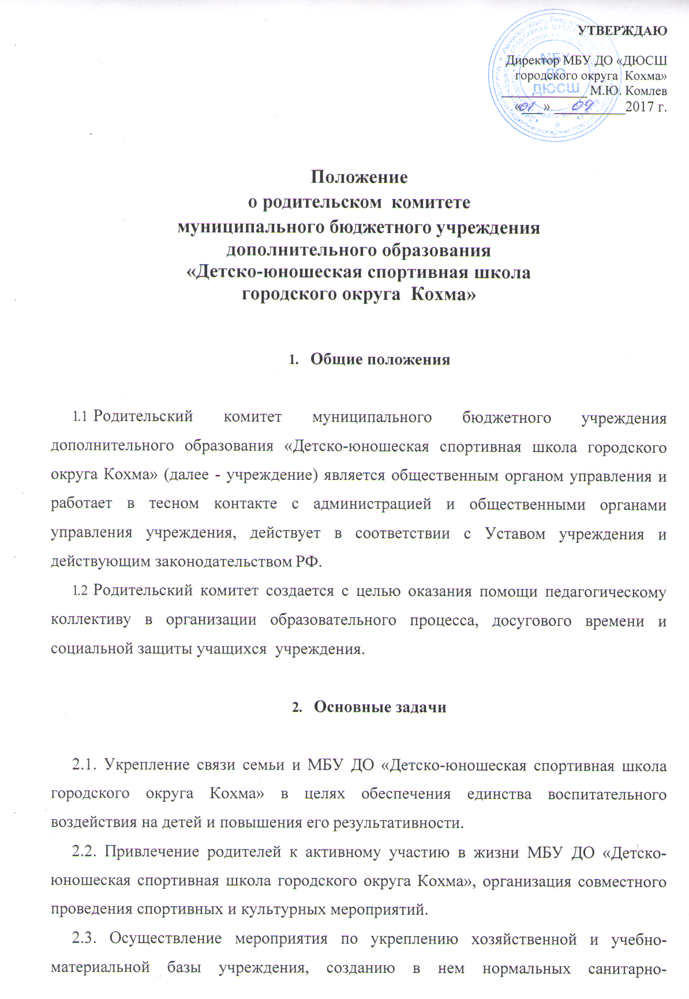 УТВЕРЖДАЮ
Директор МБУ ДО «ДЮСШ
городского округа Кохма»
М.Ю. Комлев
«01» 09 2017 г.
МБУ
ДО
ДЮСШ
Положение
о родительском комитете
муниципального бюджетного учреждения
дополнительного образования
«Детско-юношеская спортивная школа
городского округа Кохма»
1. Общие положения
1.1 Родительский комитет муниципального бюджетного учреждения
дополнительного образования «Детско-юношеская спортивная школа городского
округа Кохма» (далее - учреждение) является общественным органом управления и
работает в тесном контакте с администрацией и общественными органами
управления учреждения, действует в соответствии с Уставом учреждения и
действующим законодательством РФ.
1.2 Родительский комитет создается с целью оказания помощи педагогическому
коллективу в организации образовательного процесса, досугового времени и
социальной защиты учащихся учреждения.
2. Основные задачи
2.1. Укрепление связи семьи и МБУ ДО «Детско-юношеская спортивная школа
городского округа Кохма» в целях обеспечения единства воспитательного
воздействия на детей и повышения его результативности.
2.2. Привлечение родителей к активному участию в жизни МБУ ДО «Детско-
юношеская спортивная школа городского округа Кохма», организация совместного
проведения спортивных и культурных мероприятий.
2.3. Осуществление мероприятия по укреплению хозяйственной и учебно-
материальной базы учреждения, созданию в нем нормальных санитарно-